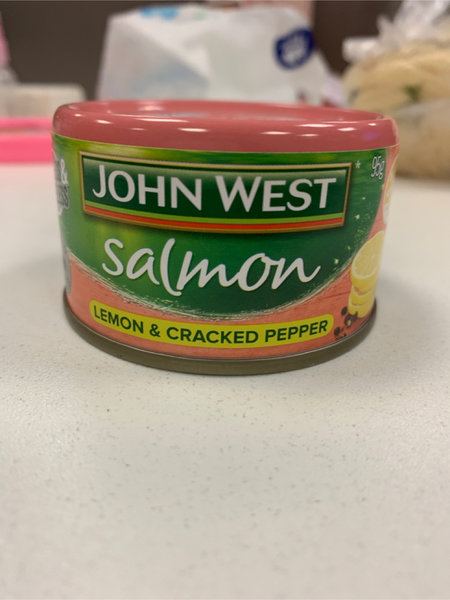 JOHN WEST
95g
salmon
LEMON & CRACKED PEPPER